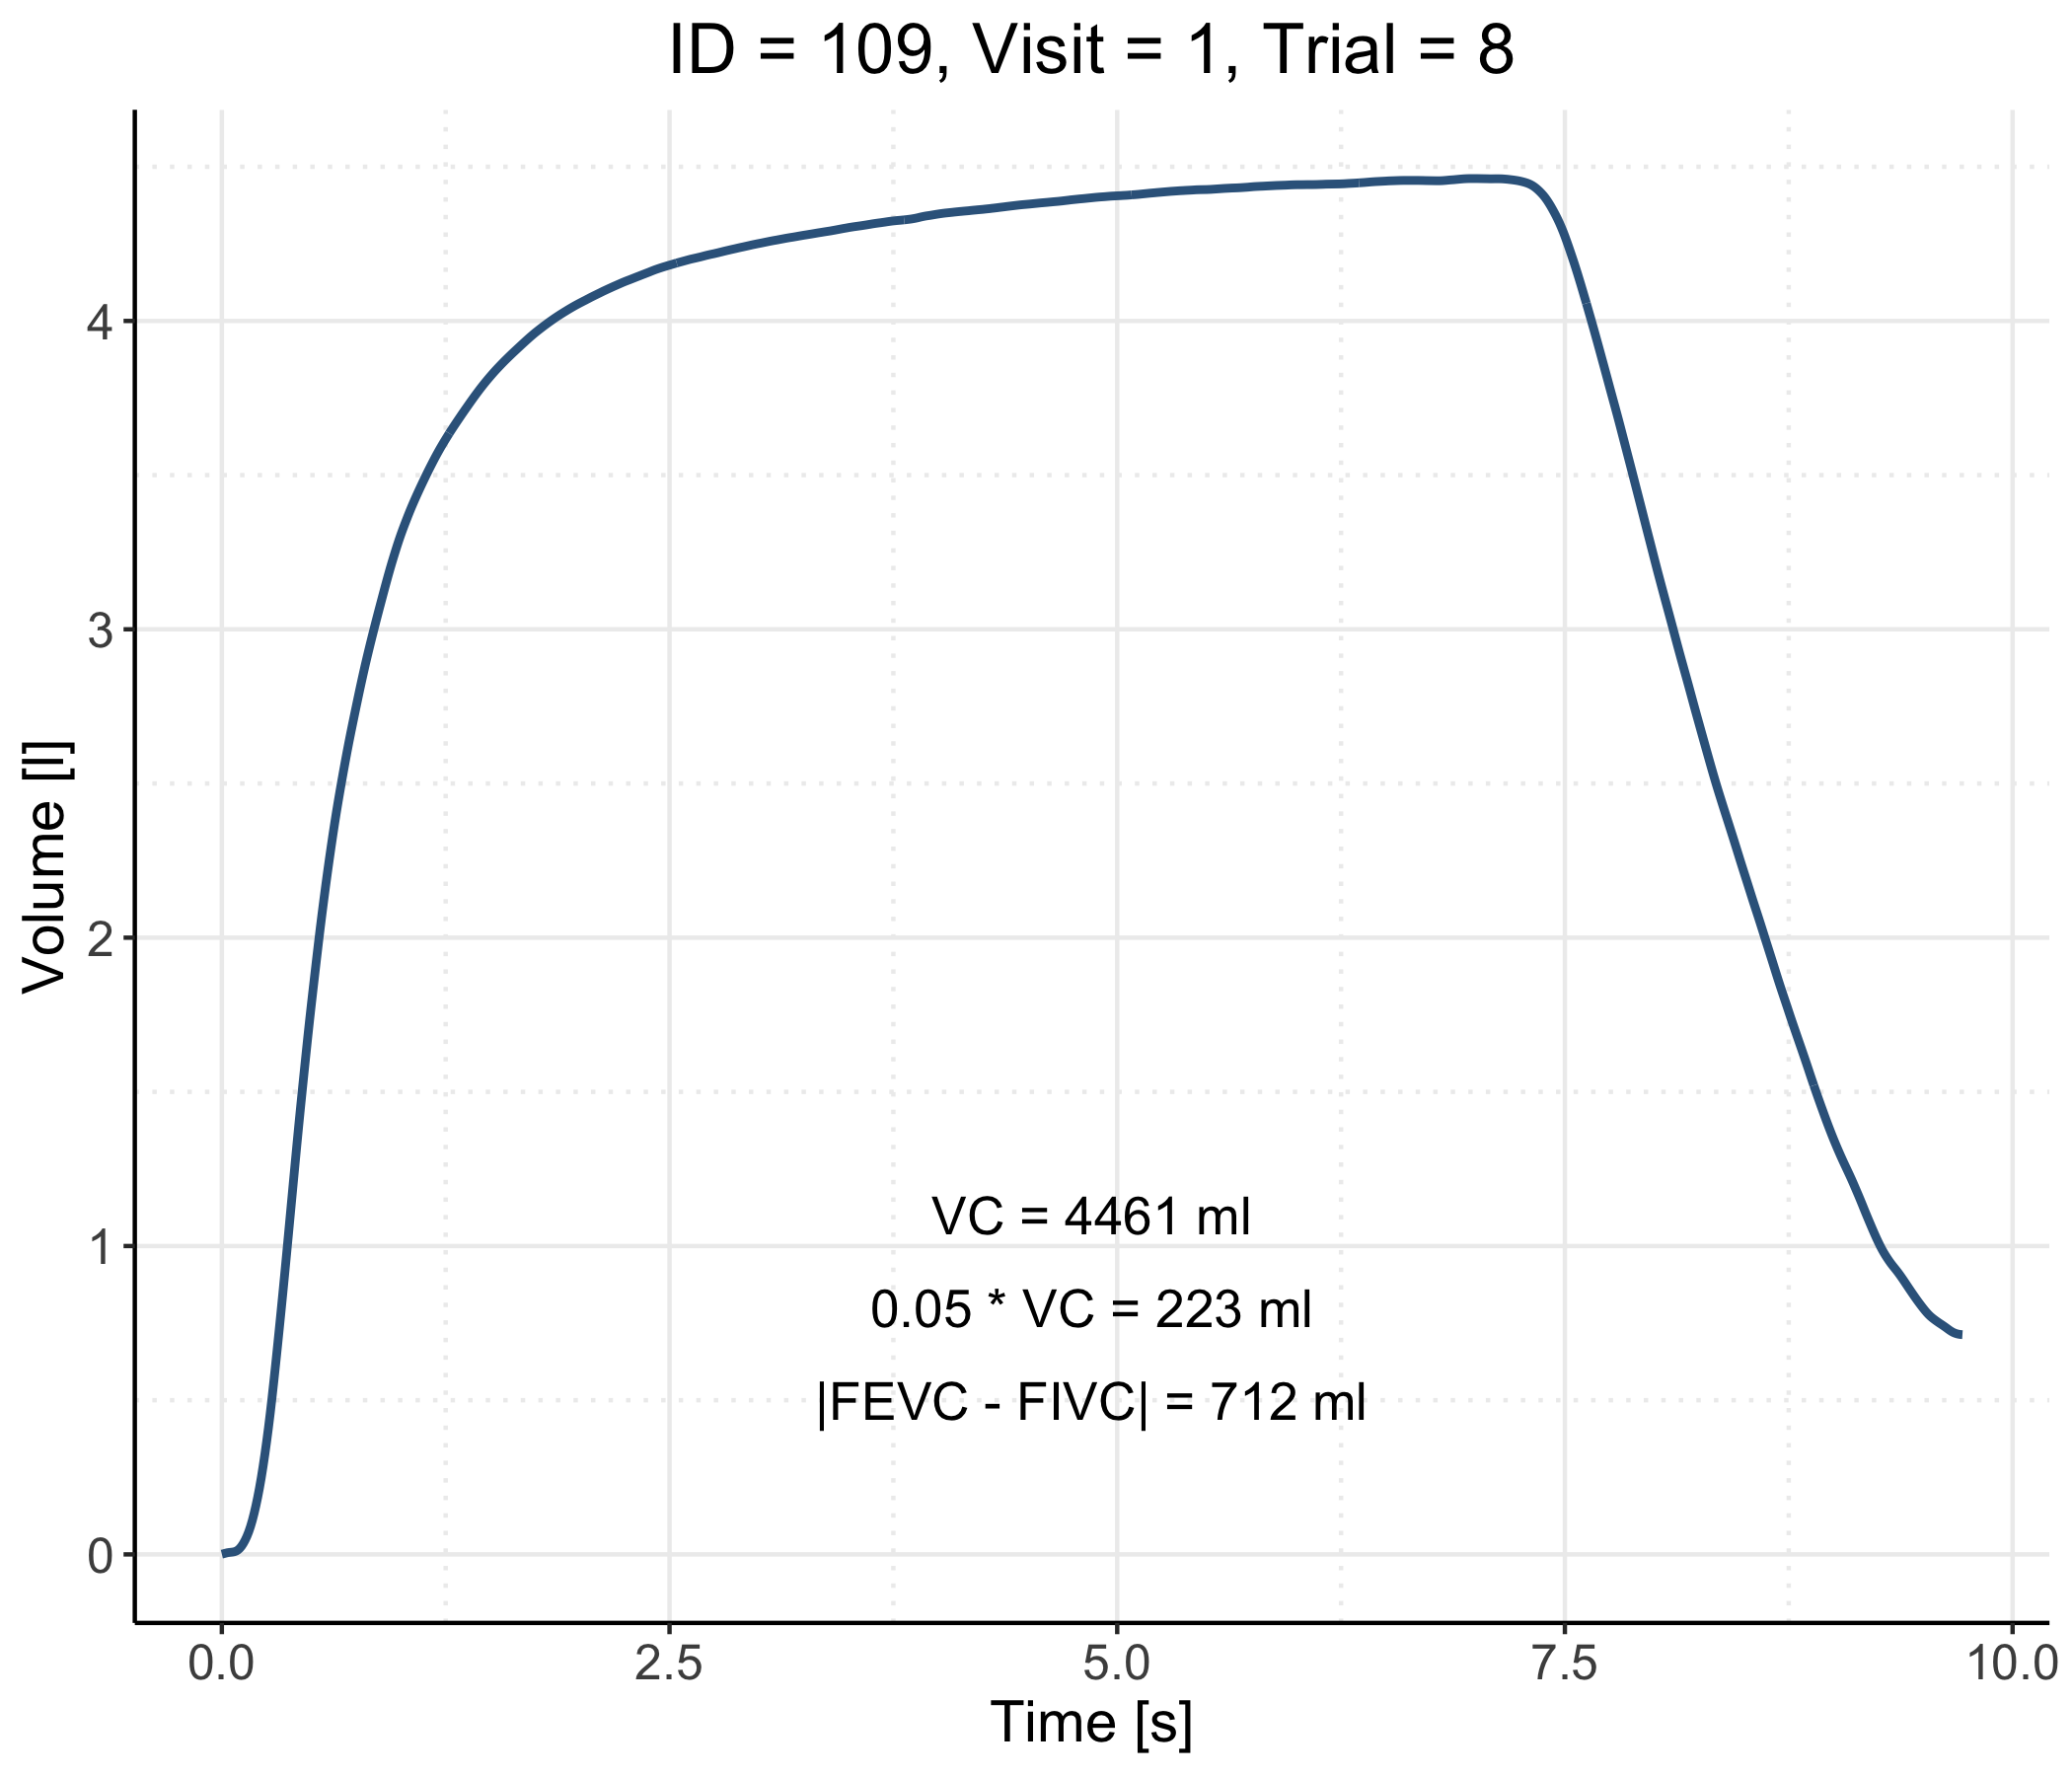 ID = 109, Visit = 1, Trial = 8
Volume [l]
4
3
2
1
0
VC = 4461 ml
0.05 * VC = 223 ml
|FEVC - FIVC| = 712 ml
0.0
2.5
5.0
7.5
10.0
Time [s]